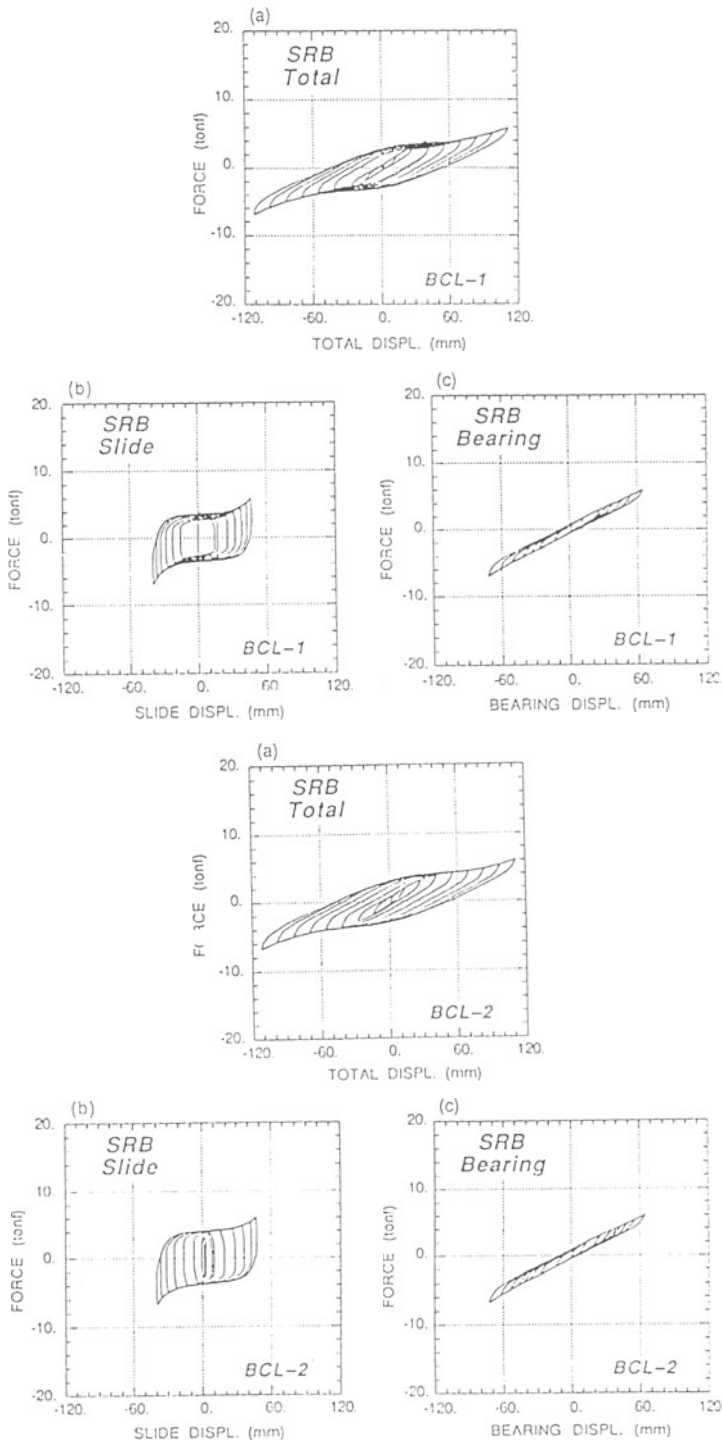 (a)
SRB
Total
20.
10.
0.
-10.
-20.
FORCE (tonf)
BCL-1
-120.
-60.
0.
60.
120.
TOTAL DISPL. (mm)
(b)
SRB
Slide
20.
10.
0.
-10.
-20.
FORCE (tonf)
BCL-1
-120.
-60.
0.
60.
120.
SLIDE DISPL. (mm)
(c)
SRB
Bearing
20.
10.
0.
-10.
-20.
FORCE (tonf)
BCL-1
-120.
-60.
0.
60.
120.
BEARING DISPL. (mm)
(a)
SRB
Total
20.
10.
0.
-10.
-20.
(tonf)
BCL-2
-120.
-60.
0.
60.
120.
TOTAL DISPL. (mm)
(b)
SRB
Slide
20.
10.
0.
-10.
-20.
FORCE (tonf)
BCL-2
-120.
-60.
0.
60.
120.
SLIDE DISPL. (mm)
(c)
SRB
Bearing
20.
10.
0.
-10.
-20.
FORCE (tonf)
BCL-2
-120.
-60.
0.
60.
120.
BEARING DISPL. (mm)